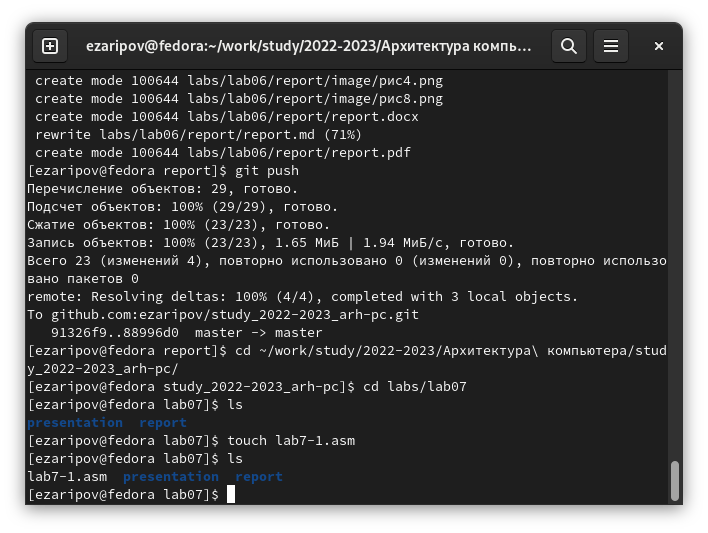 ezaripov@fedora:~/work/study/2022-2023/Архитектура компь…
create mode 100644 labs/lab06/report/image/рис4.png
create mode 100644 labs/lab06/report/image/рис8.png
create mode 100644 labs/lab06/report/report.docx
rewrite labs/lab06/report/report.md (71%)
create mode 100644 labs/lab06/report/report.pdf
[ezaripov@fedora report]$ git push
Перечисление объектов: 29, готово.
Подсчет объектов: 100% (29/29), готово.
Сжатие объектов: 100% (23/23), готово.
Запись объектов: 100% (23/23), 1.65 МиБ | 1.94 МиБ/с, готово.
Всего 23 (изменений 4), повторно использовано 0 (изменений 0), повторно использо
вано пакетов 0
remote: Resolving deltas: 100% (4/4), completed with 3 local objects.
To github.com:ezaripov/study_2022-2023_arh-pc.git
91326f9..88996d0  master -> master
[ezaripov@fedora report]$ cd ~/work/study/2022-2023/Архитектура\ компьютера/stud
y_2022-2023_arh-pc/
[ezaripov@fedora study_2022-2023_arh-pc]$ cd labs/lab07
[ezaripov@fedora lab07]$ ls
presentation  report
[ezaripov@fedora lab07]$ touch lab7-1.asm
[ezaripov@fedora lab07]$ ls
lab7-1.asm  presentation  report
[ezaripov@fedora lab07]$